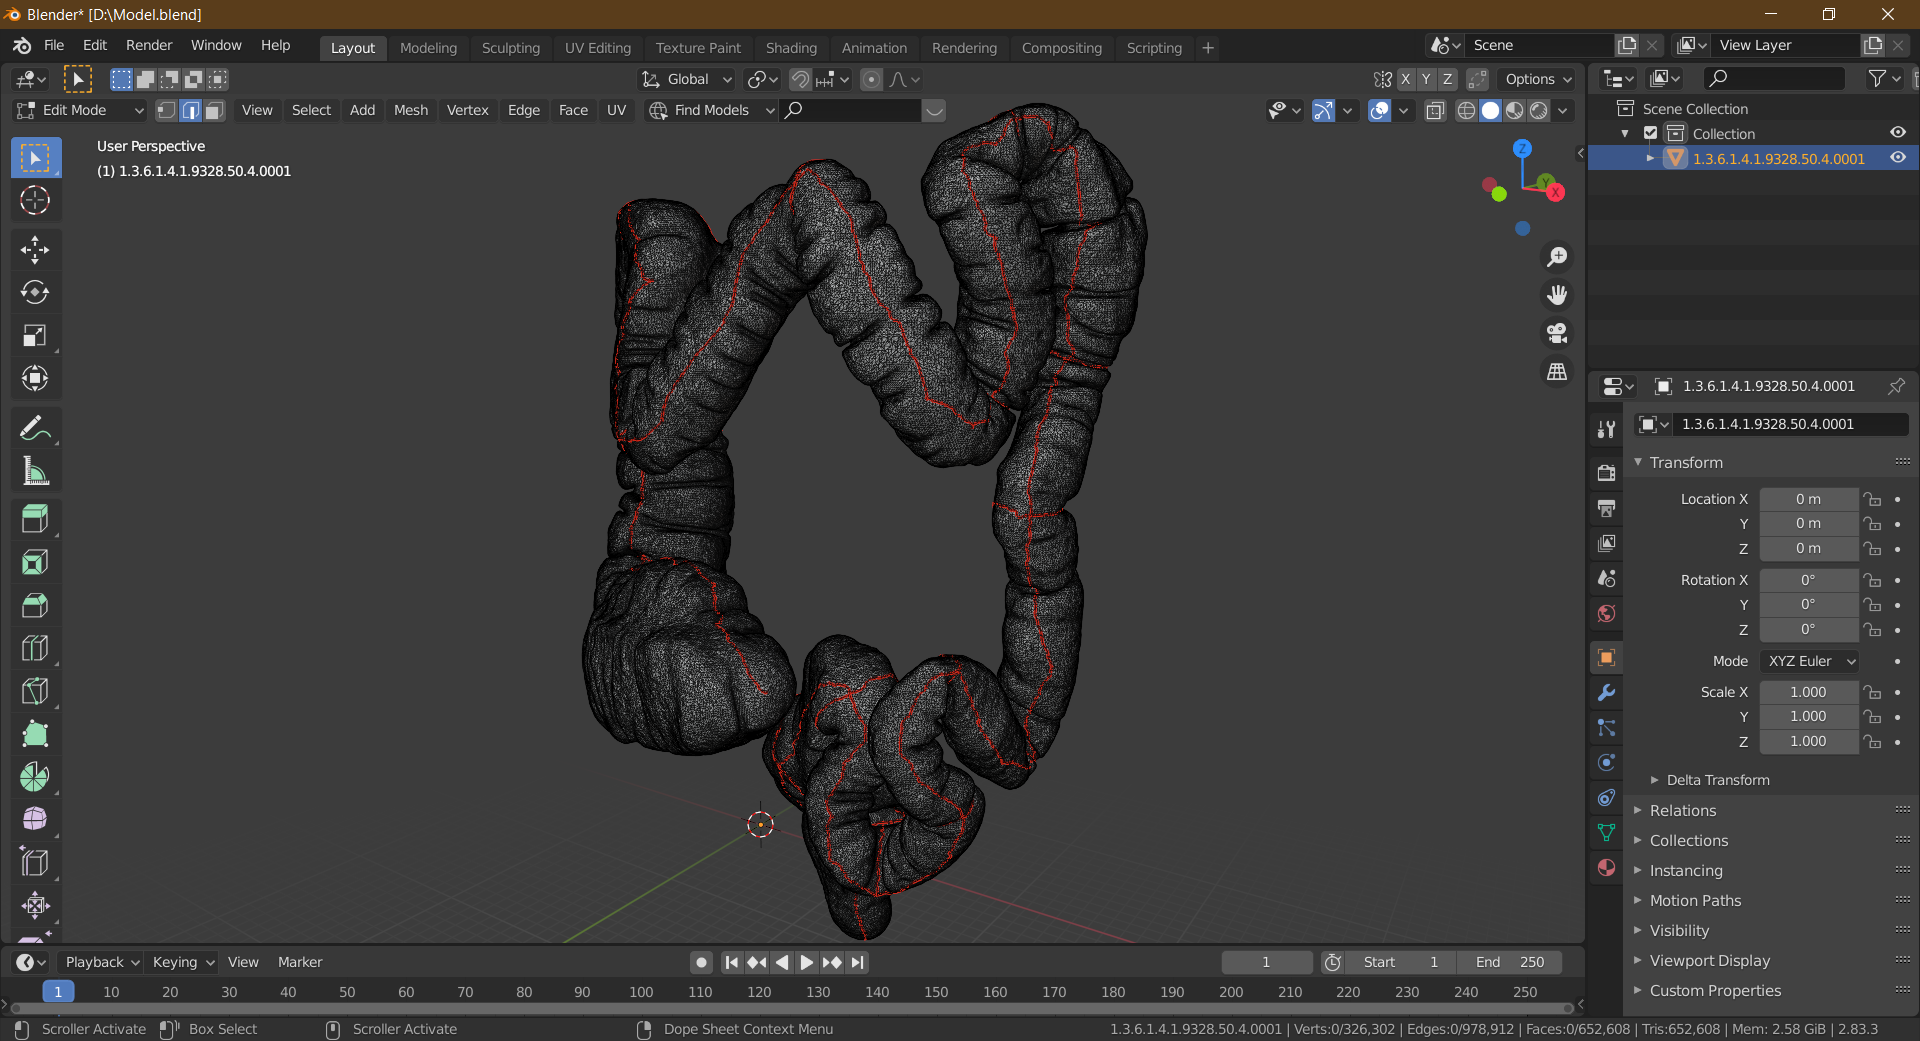 Blender* [D:\Model.blend]
File Edit Render Window Help
Layout Modeling Sculpting UV Editing Texture Paint Shading Animation Rendering Compositing Scripting +
Scene
View Layer
Global
X Y Z
Options
Edit Mode
View Select Add Mesh Vertex Edge Face UV
Find Models
User Perspective
(1) 1.3.6.1.4.1.9328.50.4.0001
Z
Y
X
Scene Collection
Collection
1.3.6.1.4.1.9328.50.4.0001
1.3.6.1.4.1.9328.50.4.0001
1.3.6.1.4.1.9328.50.4.0001
Transform
Location X 0 m
Y 0 m
Z 0 m
Rotation X 0°
Y 0°
Z 0°
Mode XYZ Euler
Scale X 1.000
Y 1.000
Z 1.000
Delta Transform
Relations
Collections
Instancing
Motion Paths
Visibility
Viewport Display
Custom Properties
Playback Keying View Marker
1
Start 1
End 250
1 10 20 30 40 50 60 70 80 90 100 110 120 130 140 150 160 170 180 190 200 210 220 230 240 250
Scroller Activate
Box Select
Scroller Activate
Dope Sheet Context Menu
1.3.6.1.4.1.9328.50.4.0001 | Verts:0/326,302 | Edges:0/978,912 | Faces:0/652,608 | Tris:652,608 | Mem: 2.58 GiB | 2.83.3